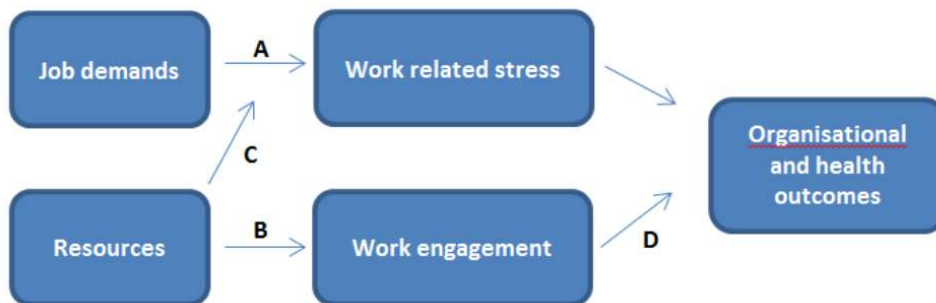 A
Job demands
Work related stress
Organisational
and health
outcomes
C
B
Resources
Work engagement
D